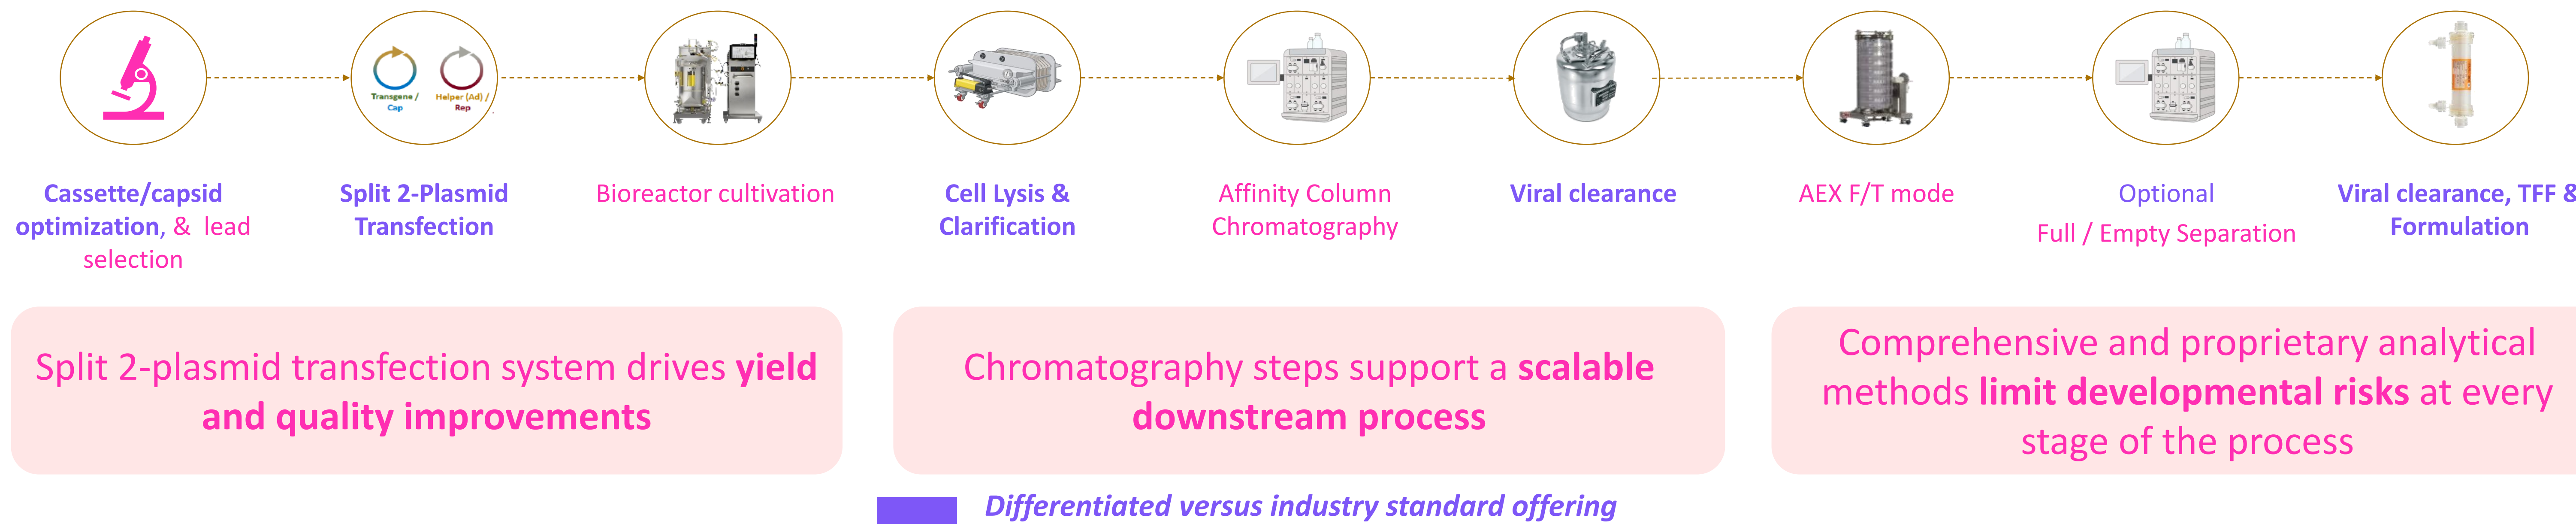 Transgene /
Cap
Helper (Ad) /
Rep
Cassette/capsid
optimization, & lead
selection
Split 2-Plasmid
Transfection
Bioreactor cultivation
Cell Lysis &
Clarification
Affinity Column
Chromatography
Viral clearance
AEX F/T mode
Optional
Full / Empty Separation
Viral clearance, TFF &
Formulation
Split 2-plasmid transfection system drives yield
and quality improvements
Chromatography steps support a scalable
downstream process
Comprehensive and proprietary analytical
methods limit developmental risks at every
stage of the process
Differentiated versus industry standard offering